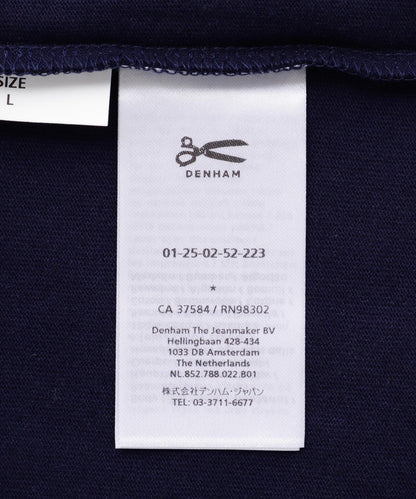 SIZE
L
DENHAM
01-25-02-52-223
*
CA 37584 / RN98302
Denham The Jeanmaker BV
Hellingbaan 428-434
1033 DB Amsterdam
The Netherlands
NL.852.788.022.B01
株式会社デンハム・ジャパン
TEL: 03-3711-6677